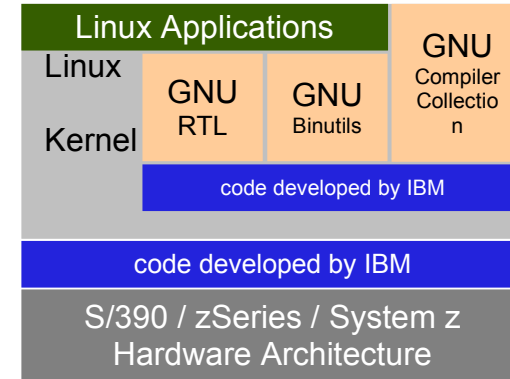 Linux Applications
GNU
Compiler
Collectio
n
Linux
Kernel
GNU
RTL
GNU
Binutils
code developed by IBM
code developed by IBM
S/390 / zSeries / System z
Hardware Architecture